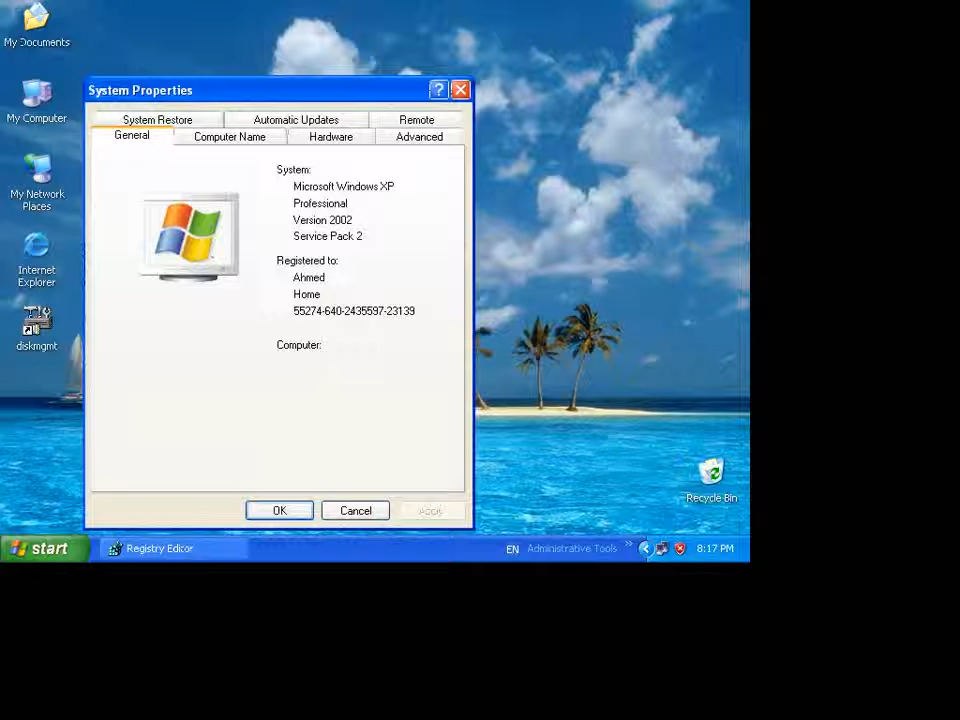 My Documents
My Computer
My Network
Places
Internet
Explorer
diskmgmt
System Properties
System Restore
Automatic Updates
Remote
General
Computer Name
Hardware
Advanced
System:
Microsoft Windows XP
Professional
Version 2002
Service Pack 2
Registered to:
Ahmed
Home
55274-640-2435597-23139
Computer:
OK
Cancel
Apply
Recycle Bin
start
Registry Editor
EN
Administrative Tools
8:17 PM